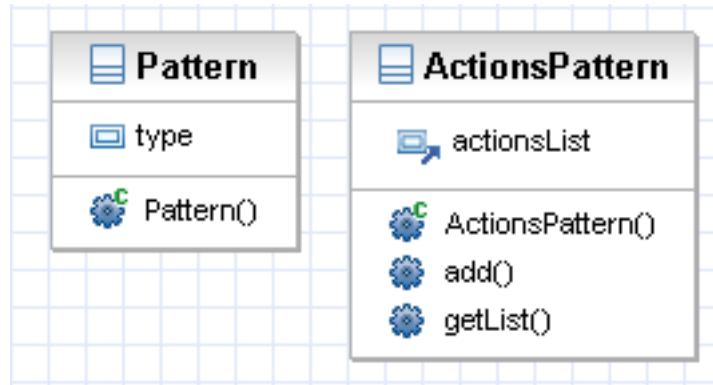 Pattern
type
Pattern()
ActionsPattern
actionsList
ActionsPattern()
add()
getList()